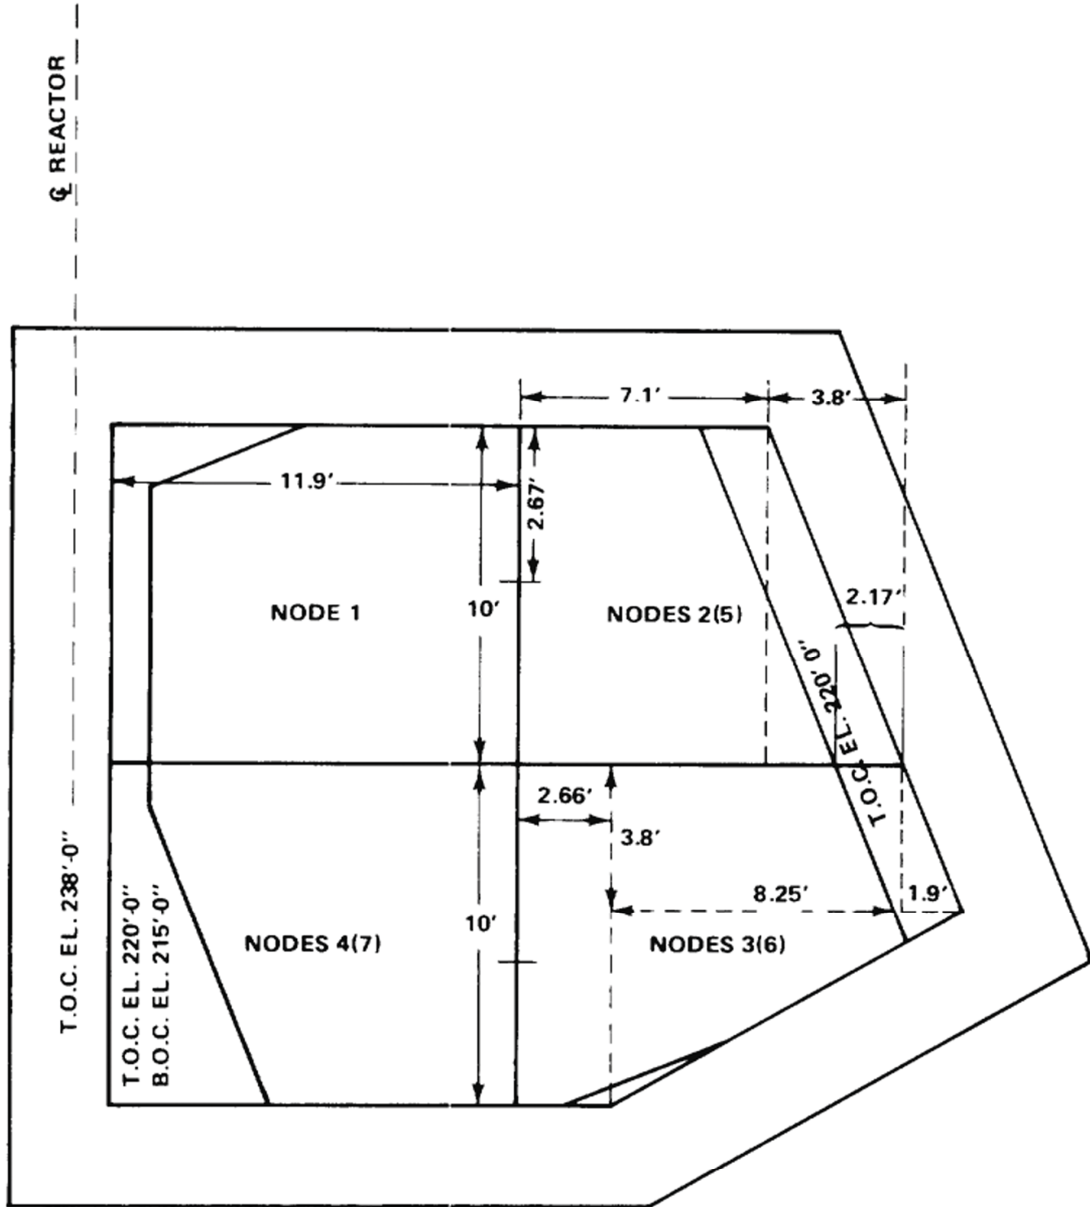 ℄ REACTOR
7.1′
3.8′
11.9′
2.67′
NODE 1
10′
NODES 2(5)
2.17′
T.O.C. EL. 220′ 0″
2.66′
3.8′
8.25′
1.9′
T.O.C. EL. 238′-0″
T.O.C. EL. 220′-0″
B.O.C. EL. 215′-0″
NODES 4(7)
10′
NODES 3(6)